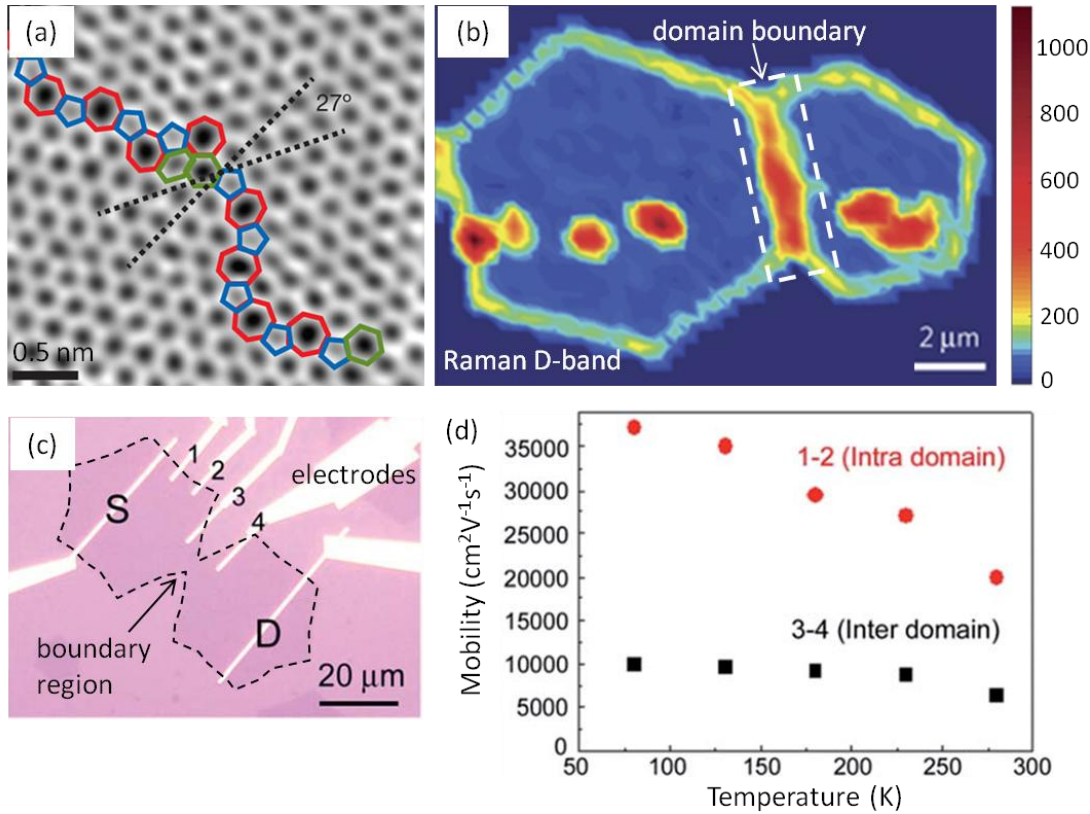 (a)
27°
0.5 nm
(b)
domain boundary
Raman D-band
2 μm
1000
800
600
400
200
0
(c)
S
1
2
3
4
electrodes
D
boundary
region
20 μm
(d)
Mobility (cm²V⁻¹s⁻¹)
35000
30000
25000
20000
15000
10000
5000
0
1-2 (Intra domain)
3-4 (Inter domain)
50
100
150
200
250
300
Temperature (K)